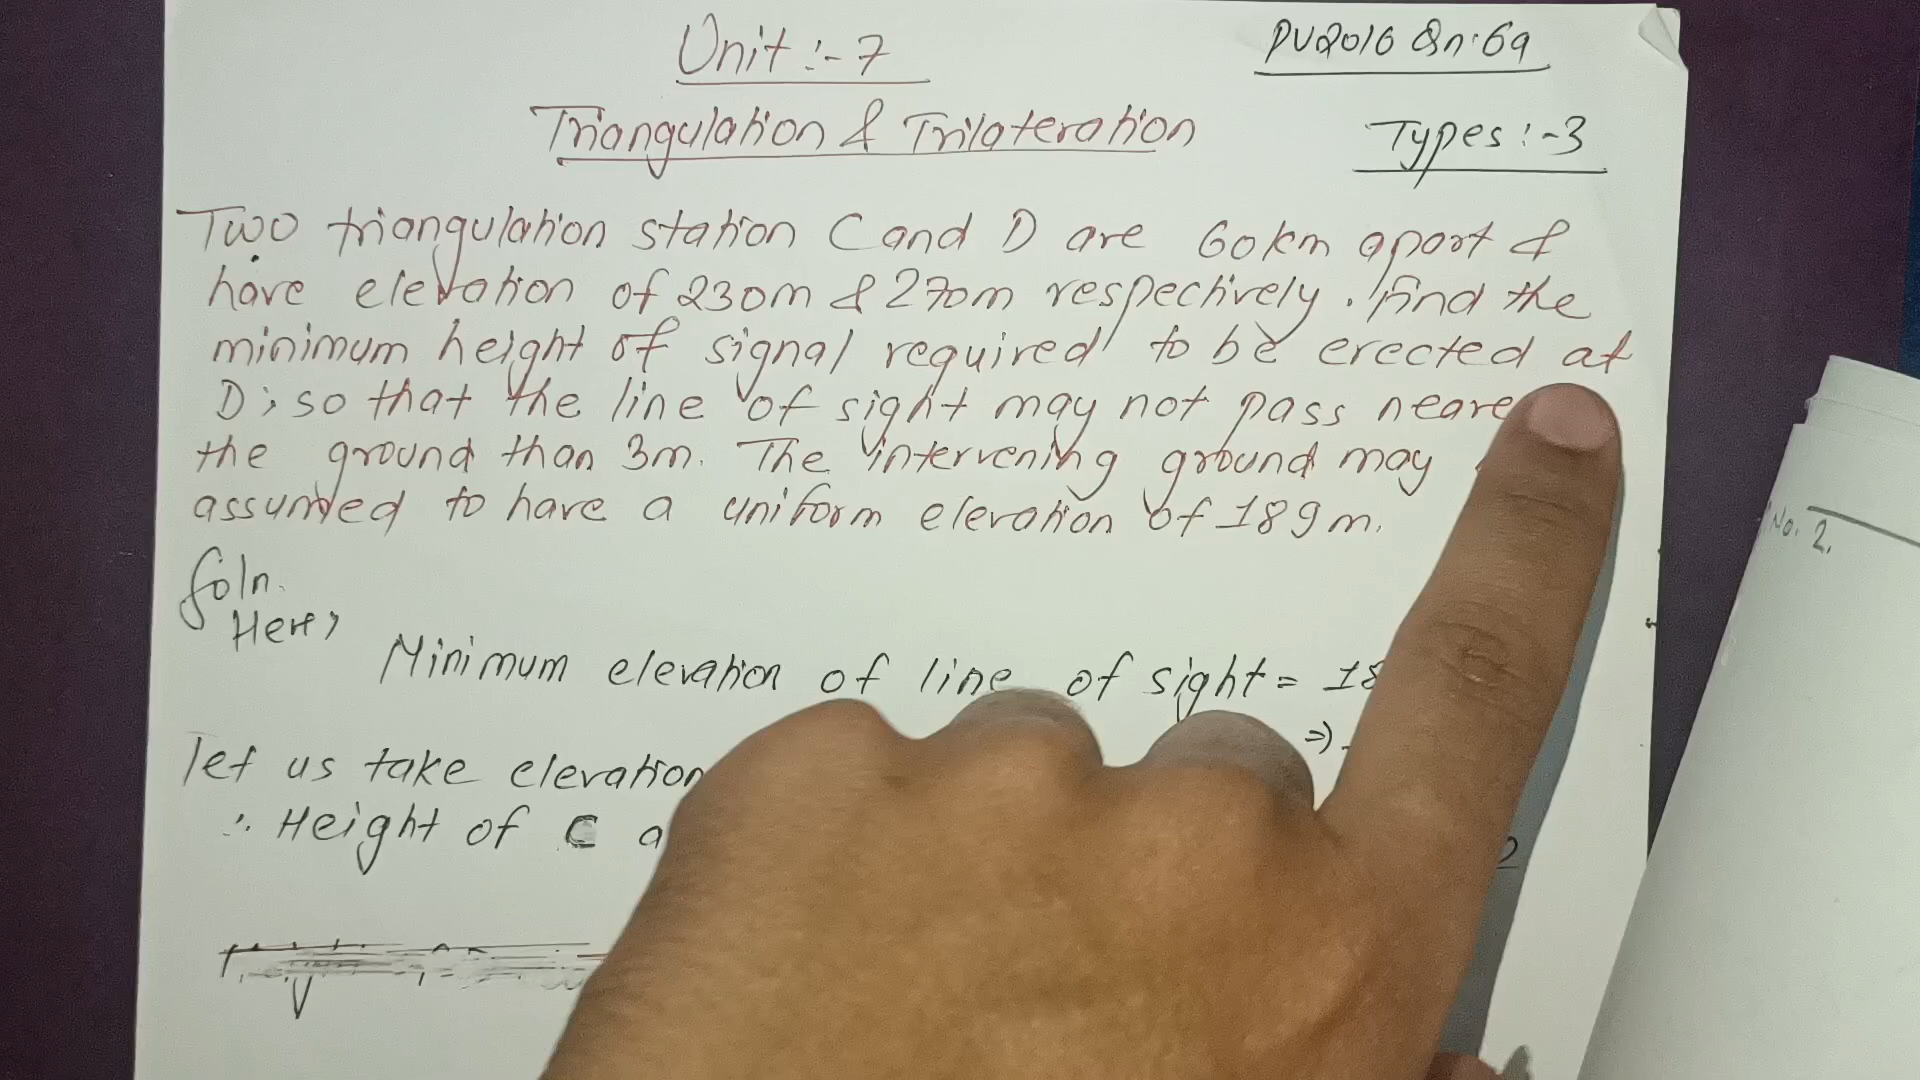 Unit :- 7
PU2016 Qn:6a
Triangulation & Trilateration
Types :-3
Two triangulation station C and D are 60km apart &
have elevation of 230m & 270m respectively. find the
minimum height of signal required to be erected at
D; so that the line of sight may not pass
the ground than 3m. The intervening ground may
assumed to have a uniform elevation of 189m.
Soln.
Here,
Minimum elevation of line of sight =
⇒)
let us take elevation
∴ Height of C
No. 2.